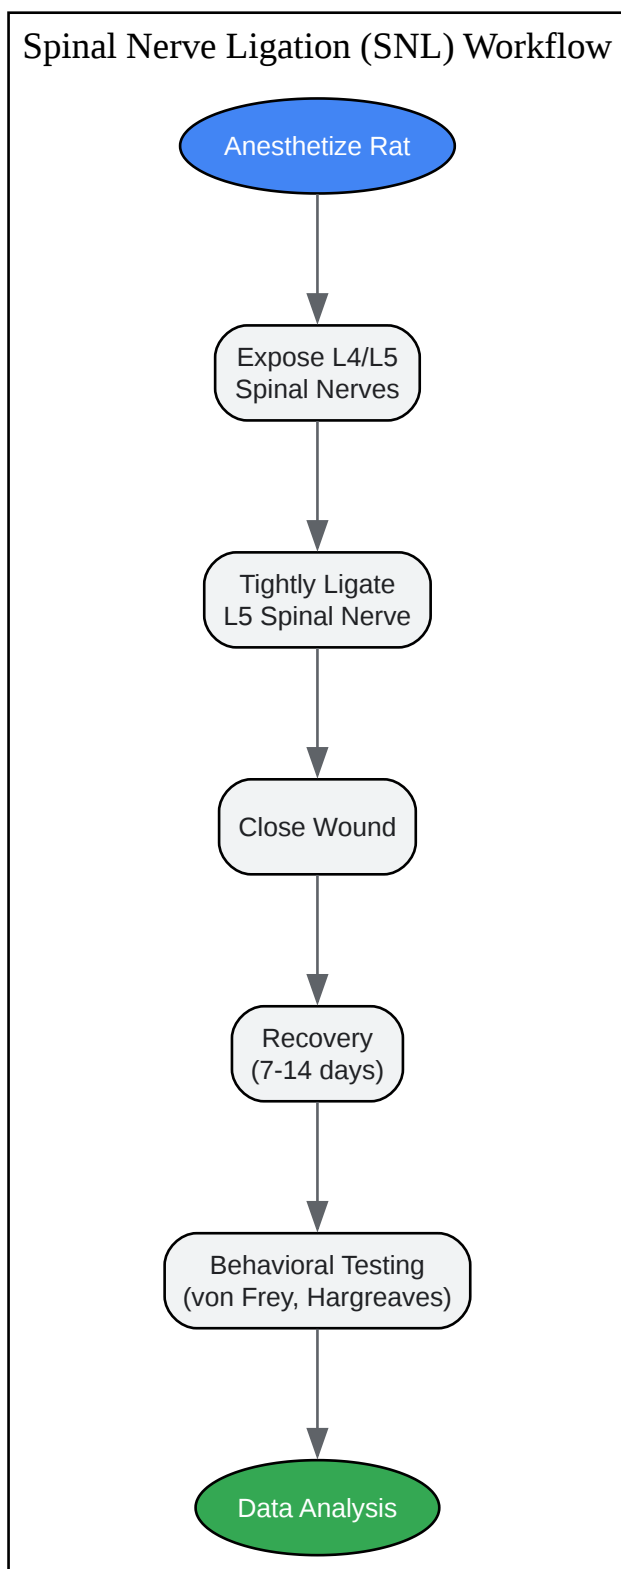 Spinal Nerve Ligation (SNL) Workflow
Anesthetize Rat
Expose L4/L5
Spinal Nerves
Tightly Ligate
L5 Spinal Nerve
Close Wound
Recovery
(7-14 days)
Behavioral Testing
(von Frey, Hargreaves)
Data Analysis